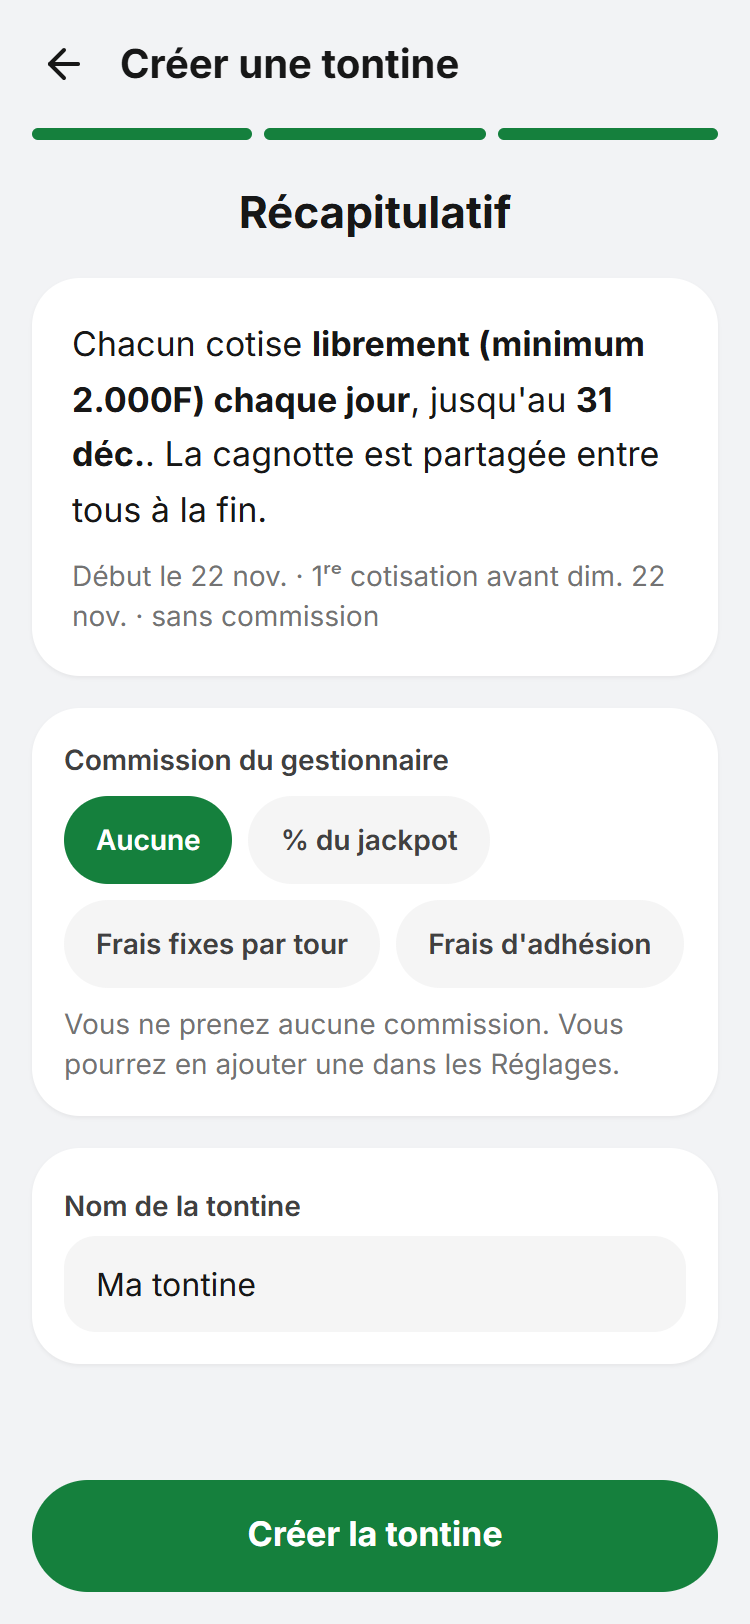 Créer une tontine
Récapitulatif
Chacun cotise librement (minimum
2.000F) chaque jour, jusqu'au 31
déc.. La cagnotte est partagée entre
tous à la fin.
Début le 22 nov. · 1ʳᵉ cotisation avant dim. 22
nov. · sans commission
Commission du gestionnaire
Aucune
% du jackpot
Frais fixes par tour
Frais d'adhésion
Vous ne prenez aucune commission. Vous
pourrez en ajouter une dans les Réglages.
Nom de la tontine
Ma tontine
Créer la tontine